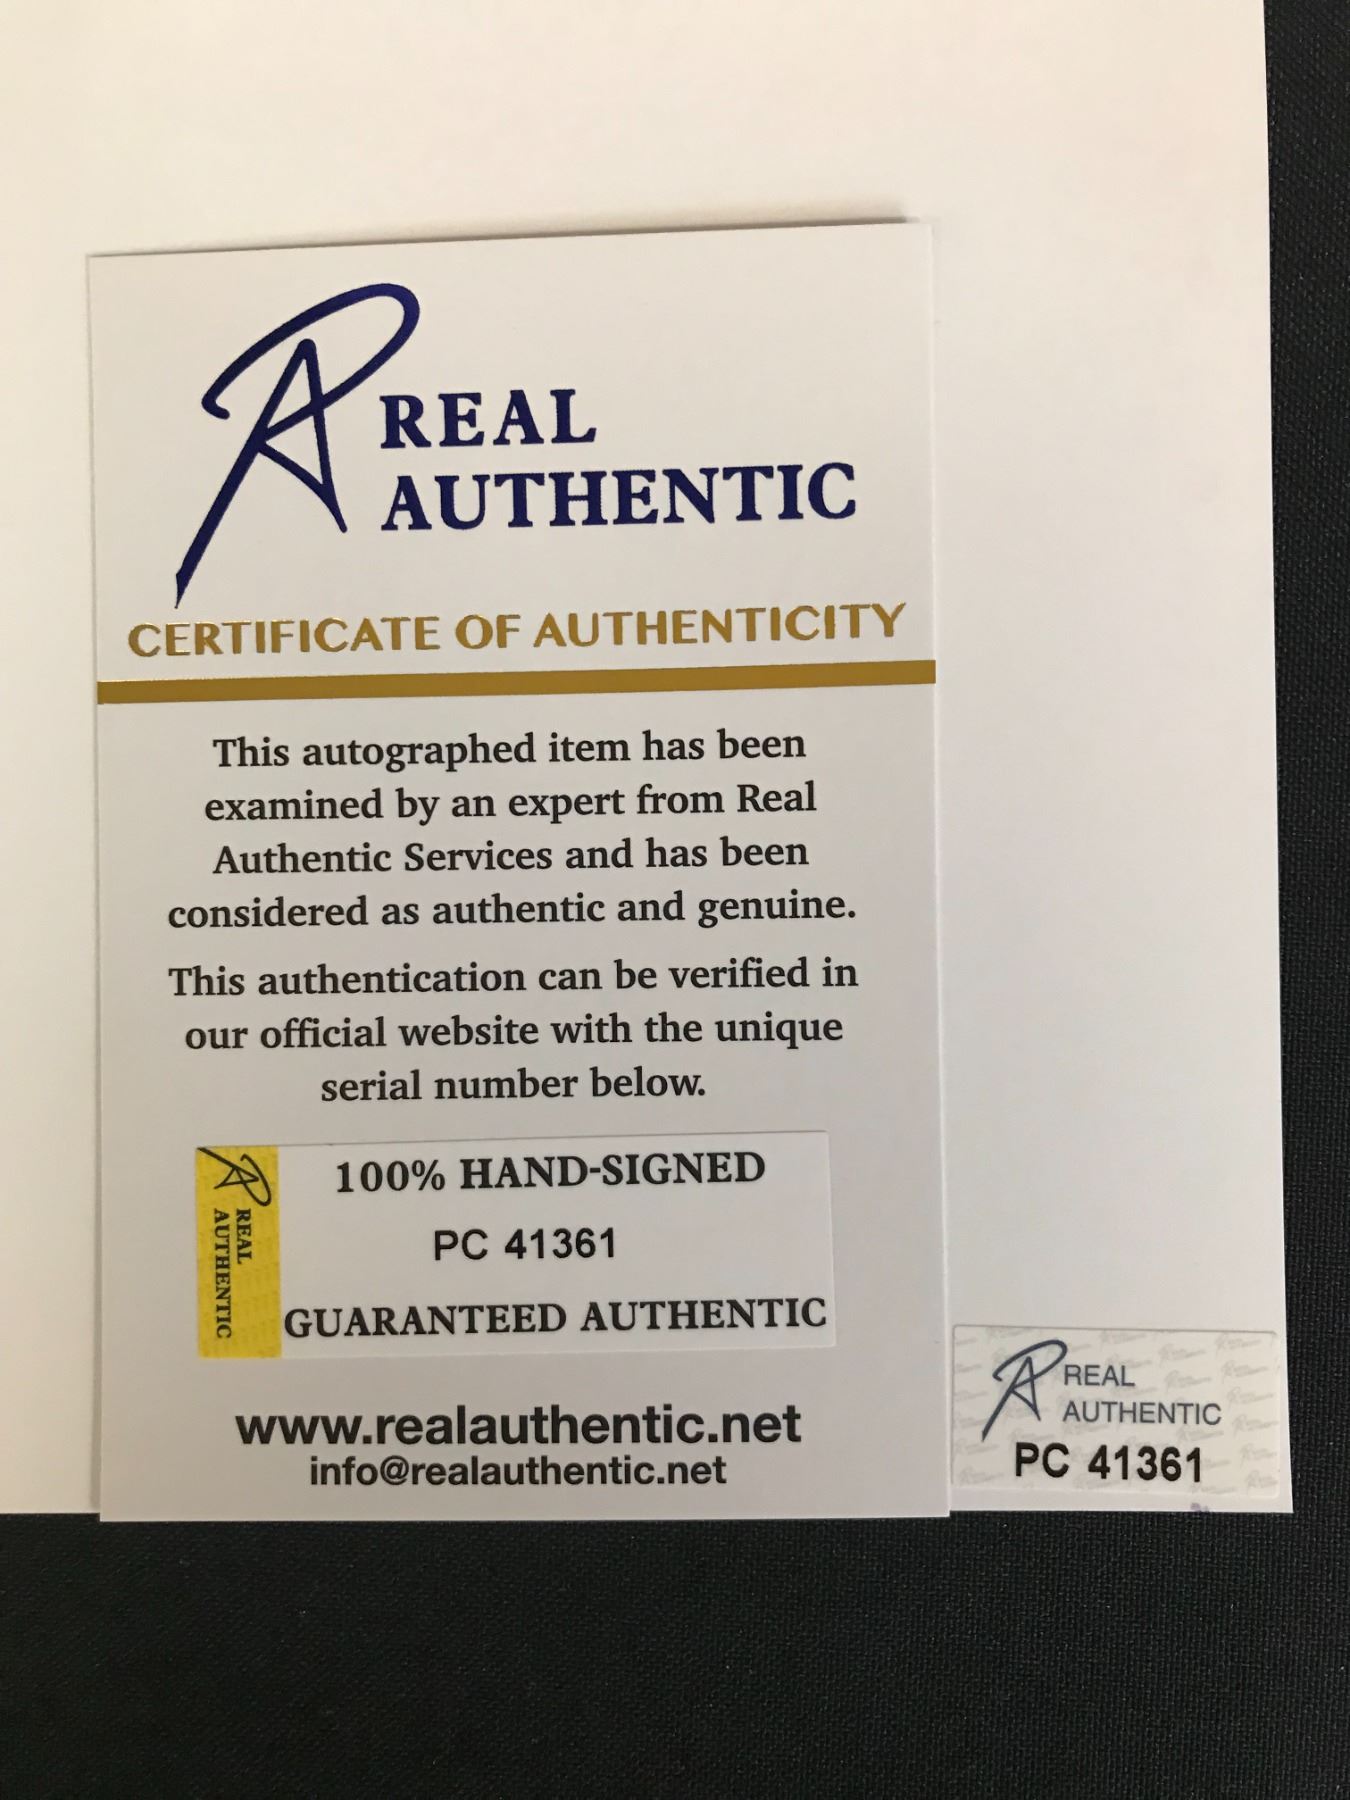 REAL
AUTHENTIC
CERTIFICATE OF AUTHENTICITY
This autographed item has been
examined by an expert from Real
Authentic Services and has been
considered as authentic and genuine.
This authentication can be verified in
our official website with the unique
serial number below.
REAL
AUTHENTIC
100% HAND-SIGNED
PC 41361
GUARANTEED AUTHENTIC
www.realauthentic.net
info@realauthentic.net
REAL
AUTHENTIC
PC 41361